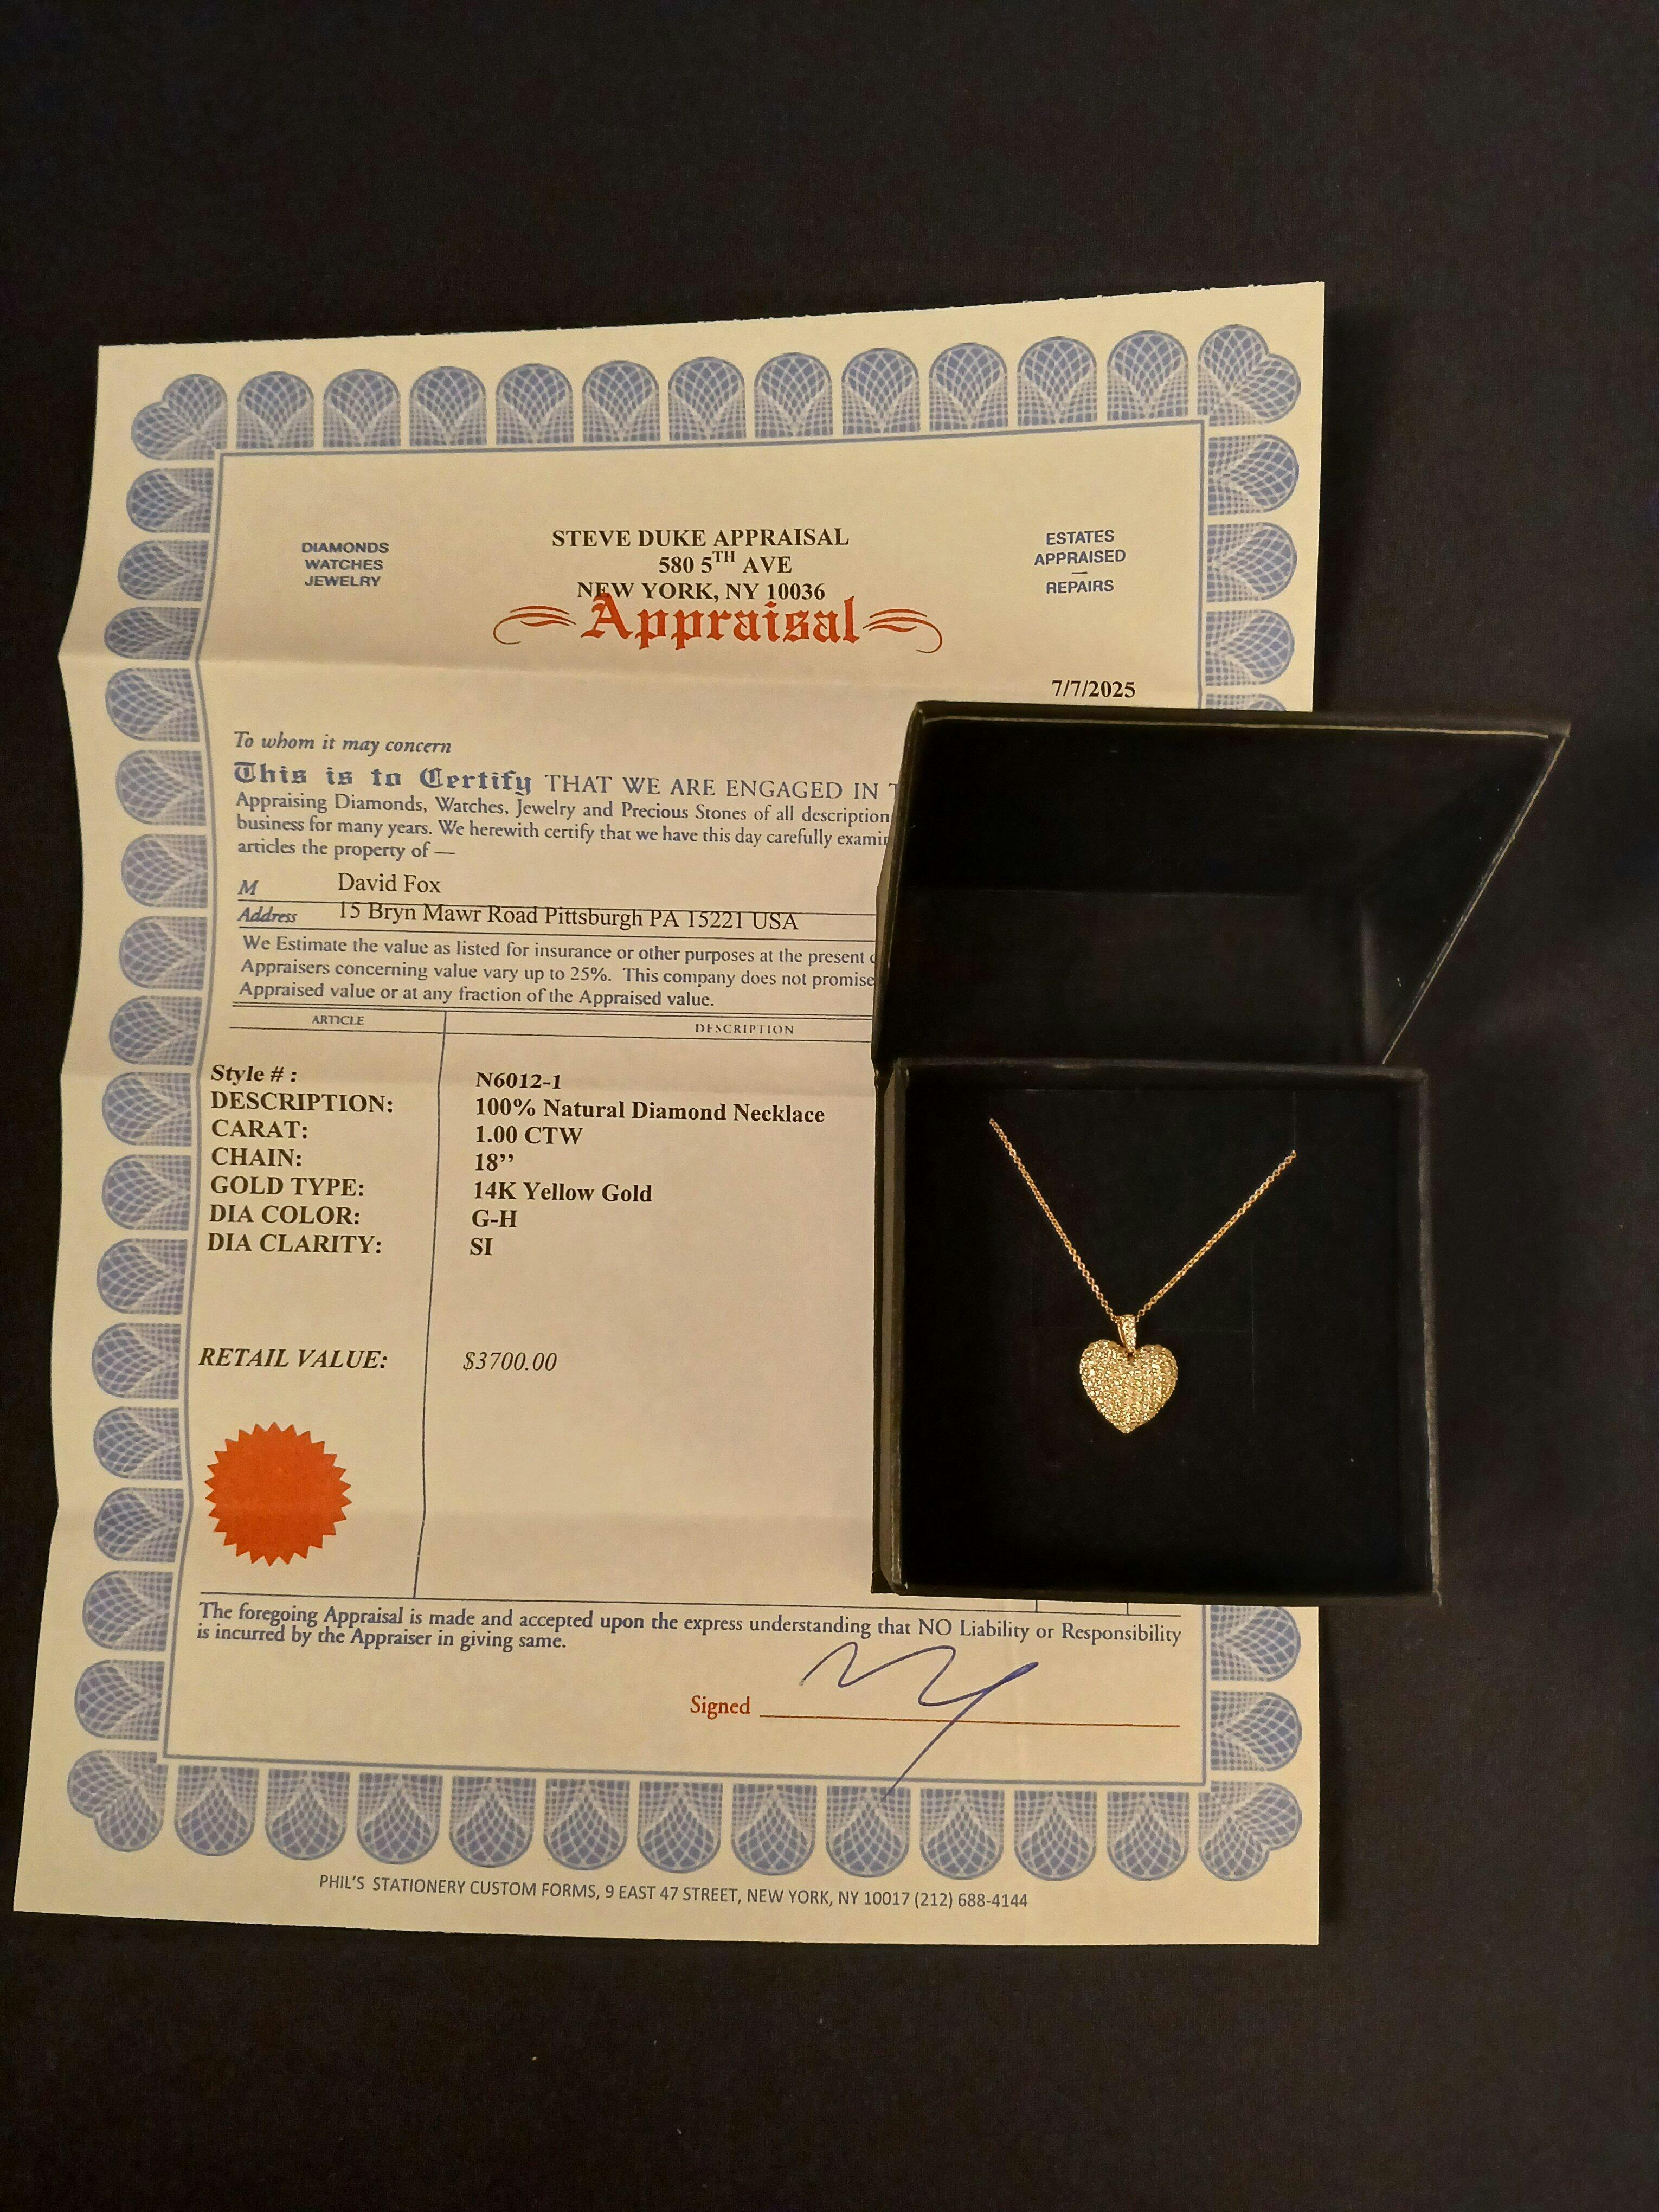 DIAMONDS
WATCHES
JEWELRY
STEVE DUKE APPRAISAL
580 5TH AVE
NEW YORK, NY 10036
Appraisal
ESTATES
APPRAISED
—
REPAIRS
7/7/2025
To whom it may concern
This is to Certify THAT WE ARE ENGAGED IN
Appraising Diamonds, Watches, Jewelry and Precious Stones of all description
business for many years. We herewith certify that we have this day carefully
articles the property of —
M David Fox
Address 15 Bryn Mawr Road Pittsburgh PA 15221 USA
We Estimate the value as listed for insurance or other purposes at the present
Appraisers concerning value vary up to 25%. This company does not promise
Appraised value or at any fraction of the Appraised value.
ARTICLE DESCRIPTION
Style # : N6012-1
DESCRIPTION: 100% Natural Diamond Necklace
CARAT: 1.00 CTW
CHAIN: 18’’
GOLD TYPE: 14K Yellow Gold
DIA COLOR: G-H
DIA CLARITY: SI
RETAIL VALUE: $3700.00
The foregoing Appraisal is made and accepted upon the express understanding that NO Liability or Responsibility
is incurred by the Appraiser in giving same.
Signed
PHIL'S STATIONERY CUSTOM FORMS, 9 EAST 47 STREET, NEW YORK, NY 10017 (212) 688-4144